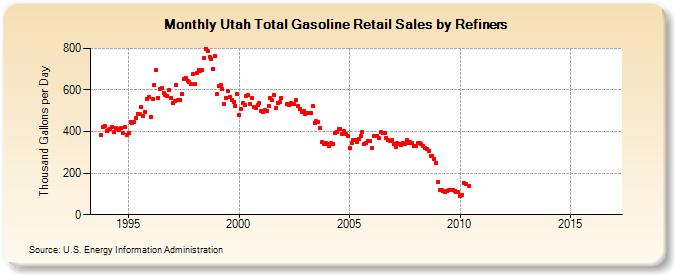 Monthly Utah Total Gasoline Retail Sales by Refiners
Thousand Gallons per Day
800
600
400
200
0
1995 2000 2005 2010 2015
Source: U.S. Energy Information Administration